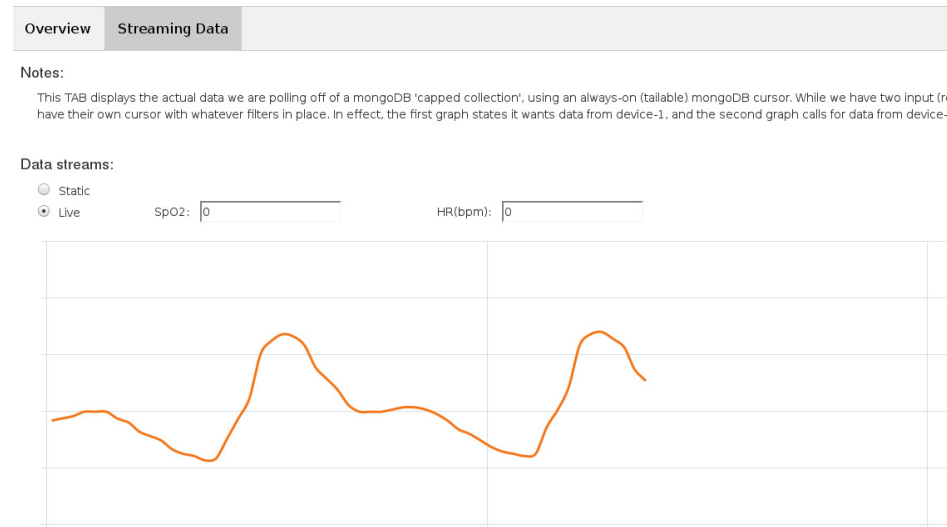 Overview Streaming Data
Notes:
This TAB displays the actual data we are polling off of a mongoDB 'capped collection', using an always-on (tailable) mongoDB cursor. While we have two input
have their own cursor with whatever filters in place. In effect, the first graph states it wants data from device-1, and the second graph calls for data from device-
Data streams:
Static
Live SpO2: 0 HR(bpm): 0